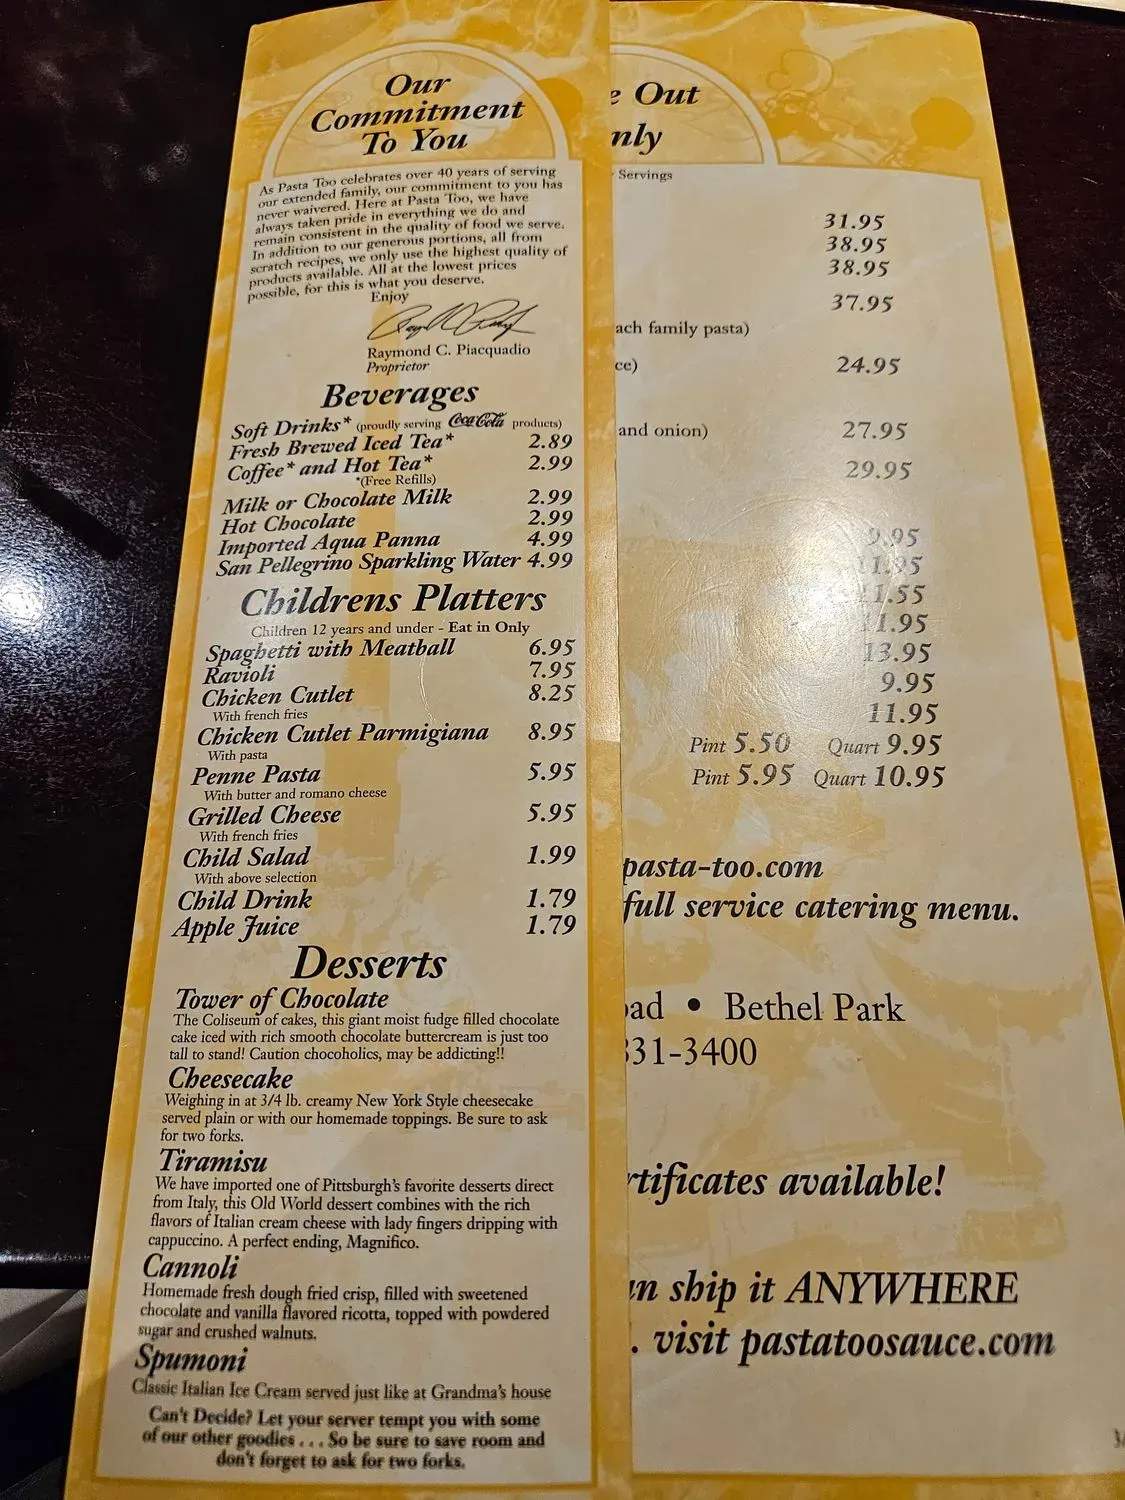 Our
Commitment
To You
As Pasta Too celebrates over 40 years of serving
our extended family, our commitment to you has
never waivered. Here at Pasta Too, we have
always taken pride in everything we do and
remain consistent in the quality of food we serve.
In addition to our generous portions, all from
scratch recipes, we only use the highest quality of
products available. All at the lowest prices
possible, for this is what you deserve.
Enjoy
Raymond C. Piacquadio
Proprietor
Beverages
Soft Drinks* (proudly serving Coca-Cola products)
Fresh Brewed Iced Tea* 2.89
Coffee* and Hot Tea* 2.99
*(Free Refills)
Milk or Chocolate Milk 2.99
Hot Chocolate 2.99
Imported Aqua Panna 4.99
San Pellegrino Sparkling Water 4.99
Childrens Platters
Children 12 years and under - Eat in Only
Spaghetti with Meatball 6.95
Ravioli 7.95
Chicken Cutlet 8.25
With french fries
Chicken Cutlet Parmigiana 8.95
With pasta
Penne Pasta 5.95
With butter and romano cheese
Grilled Cheese 5.95
With french fries
Child Salad 1.99
With above selection
Child Drink 1.79
Apple Juice 1.79
Desserts
Tower of Chocolate
The Coliseum of cakes, this giant moist fudge filled chocolate
cake iced with rich smooth chocolate buttercream is just too
tall to stand! Caution chocoholics, may be addicting!!
Cheesecake
Weighing in at 3/4 lb. creamy New York Style cheesecake
served plain or with our homemade toppings. Be sure to ask
for two forks.
Tiramisu
We have imported one of Pittsburgh's favorite desserts direct
from Italy, this Old World dessert combines with the rich
flavors of Italian cream cheese with lady fingers dripping with
cappuccino. A perfect ending, Magnifico.
Cannoli
Homemade fresh dough fried crisp, filled with sweetened
chocolate and vanilla flavored ricotta, topped with powdered
sugar and crushed walnuts.
Spumoni
Classic Italian Ice Cream served just like at Grandma's house
Can't Decide? Let your server tempt you with some
of our other goodies . . . So be sure to save room and
don't forget to ask for two forks.
e Out
nly
Servings
31.95
38.95
38.95
37.95
ach family pasta)
ce) 24.95
and onion) 27.95
29.95
9.95
11.95
11.55
11.95
13.95
9.95
11.95
Pint 5.50 Quart 9.95
Pint 5.95 Quart 10.95
pasta-too.com
full service catering menu.
ad • Bethel Park
831-3400
rtificates available!
n ship it ANYWHERE
. visit pastatoosauce.com